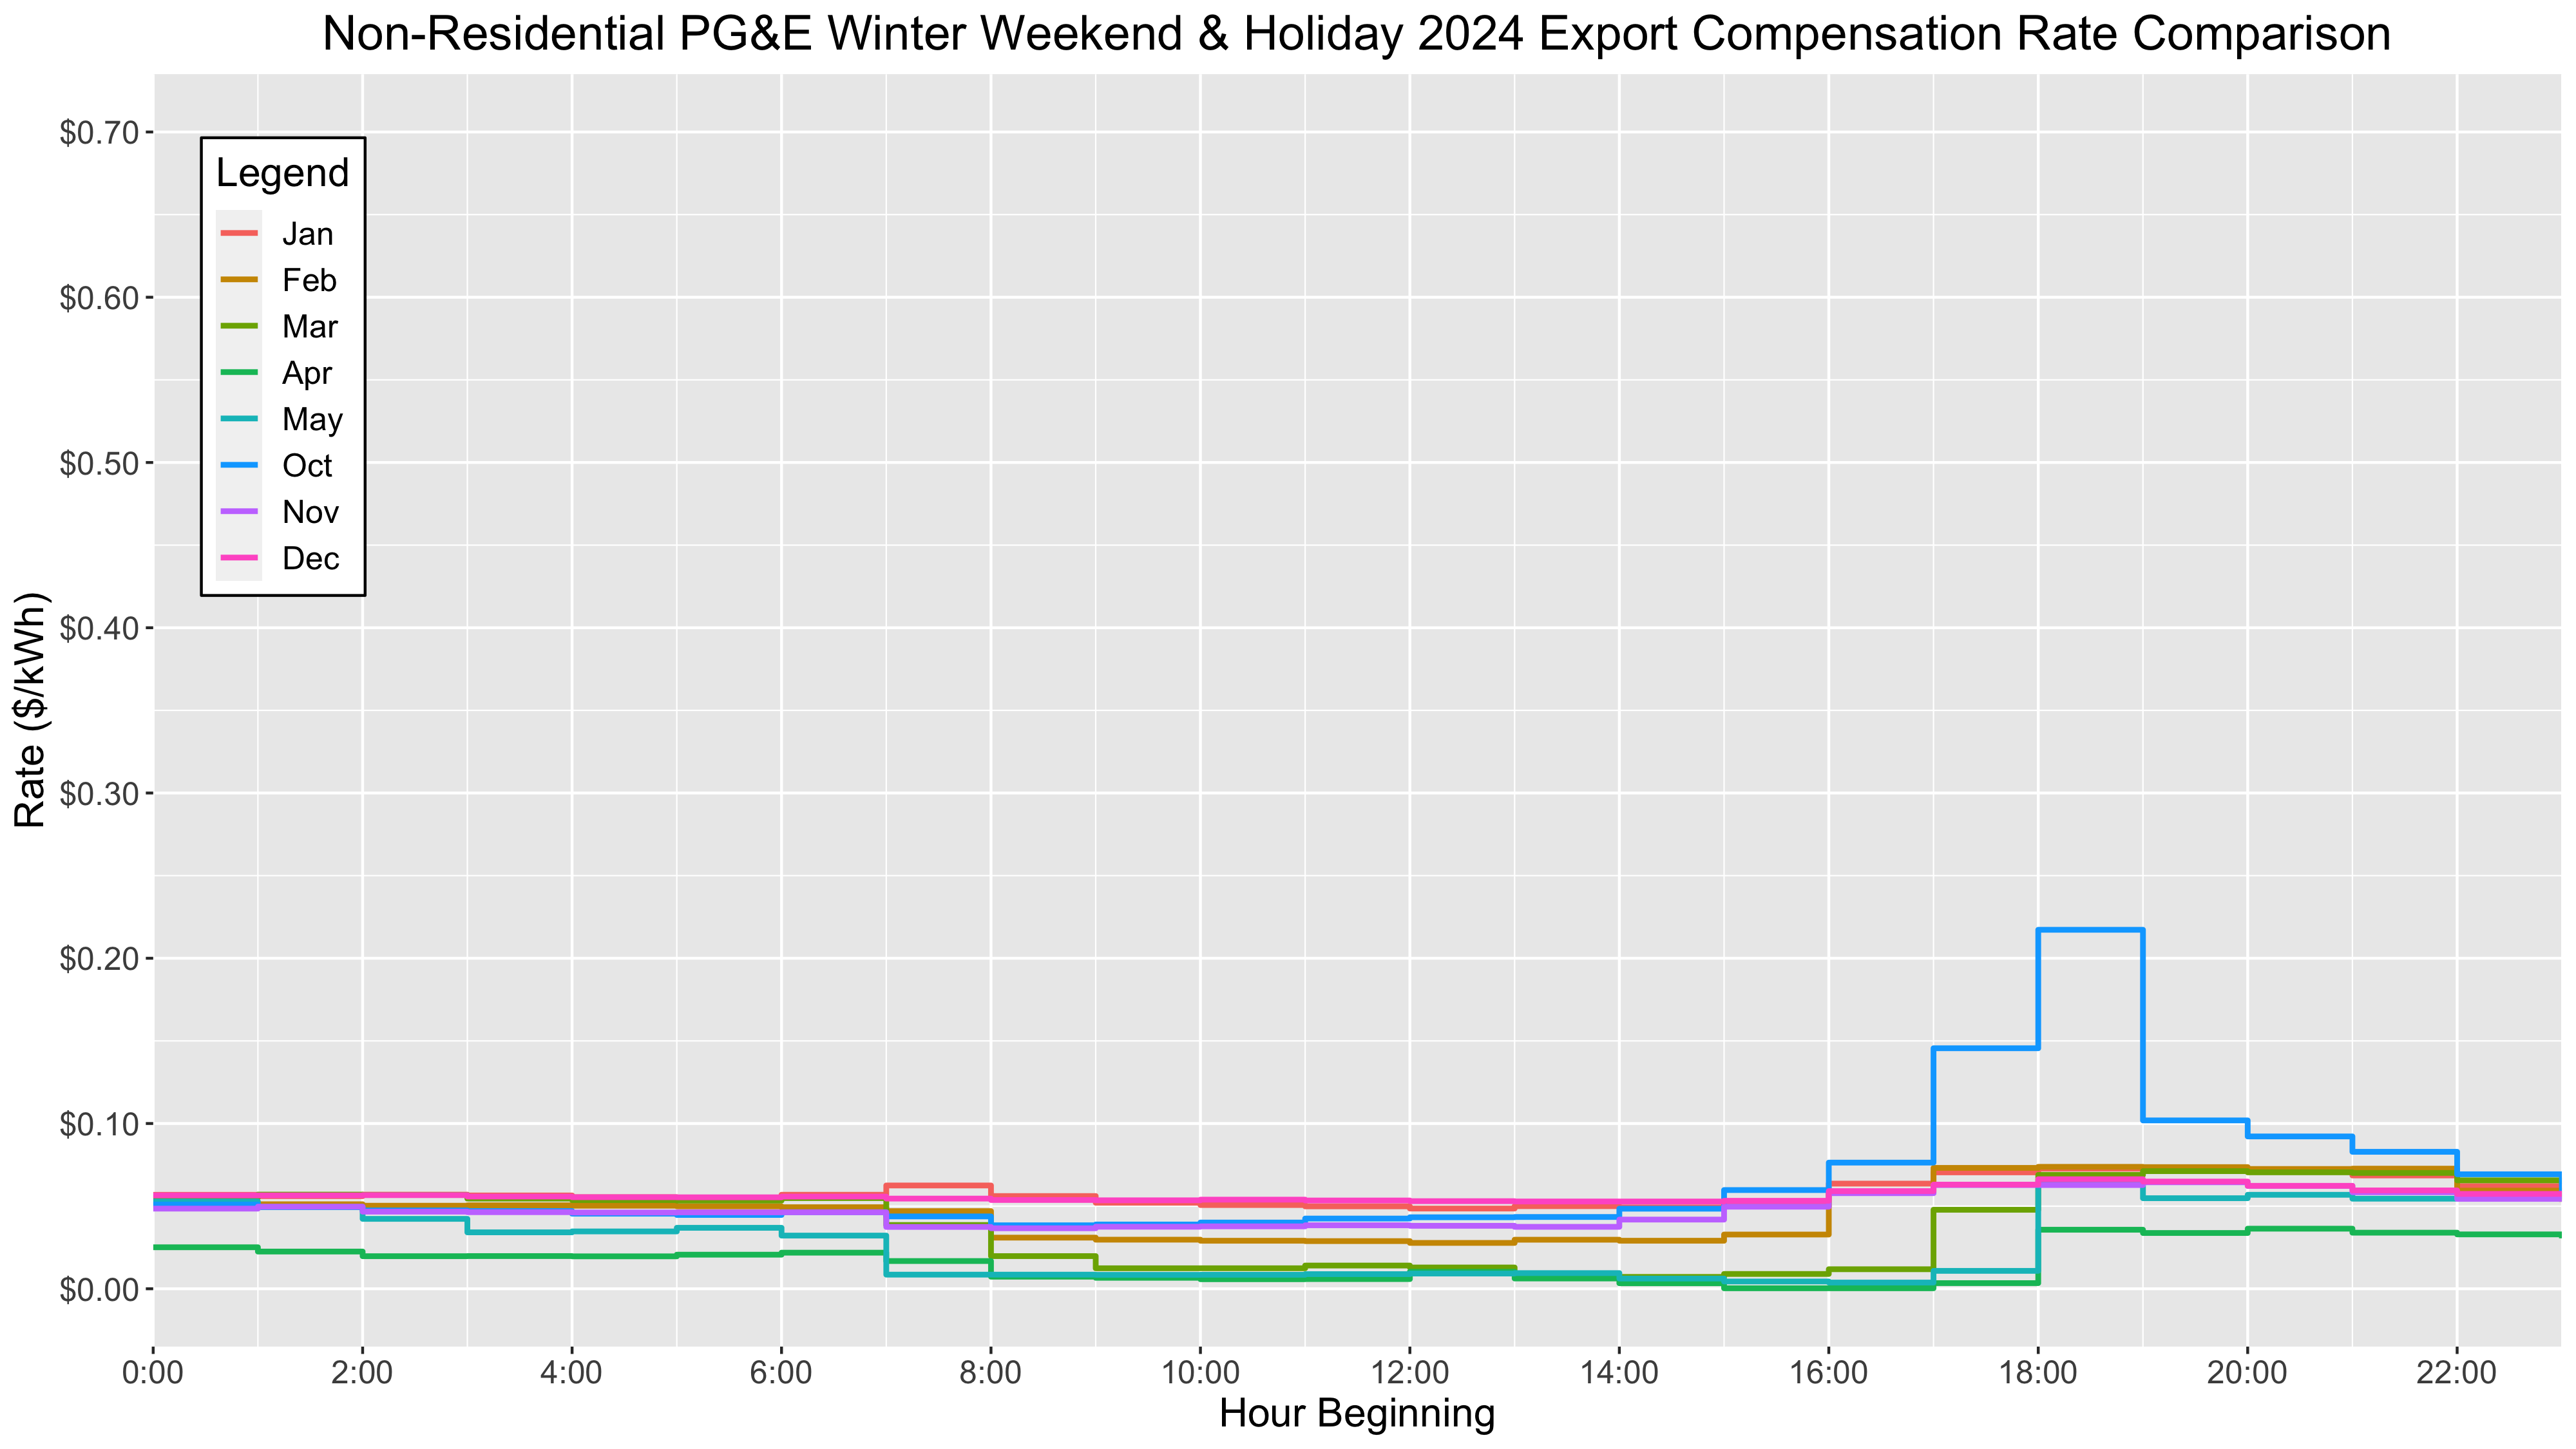 Non-Residential PG&E Winter Weekend & Holiday 2024 Export Compensation Rate Comparison
Rate ($/kWh)
$0.70
$0.60
$0.50
$0.40
$0.30
$0.20
$0.10
$0.00
Legend
Jan
Feb
Mar
Apr
May
Oct
Nov
Dec
0:00 2:00 4:00 6:00 8:00 10:00 12:00 14:00 16:00 18:00 20:00 22:00
Hour Beginning